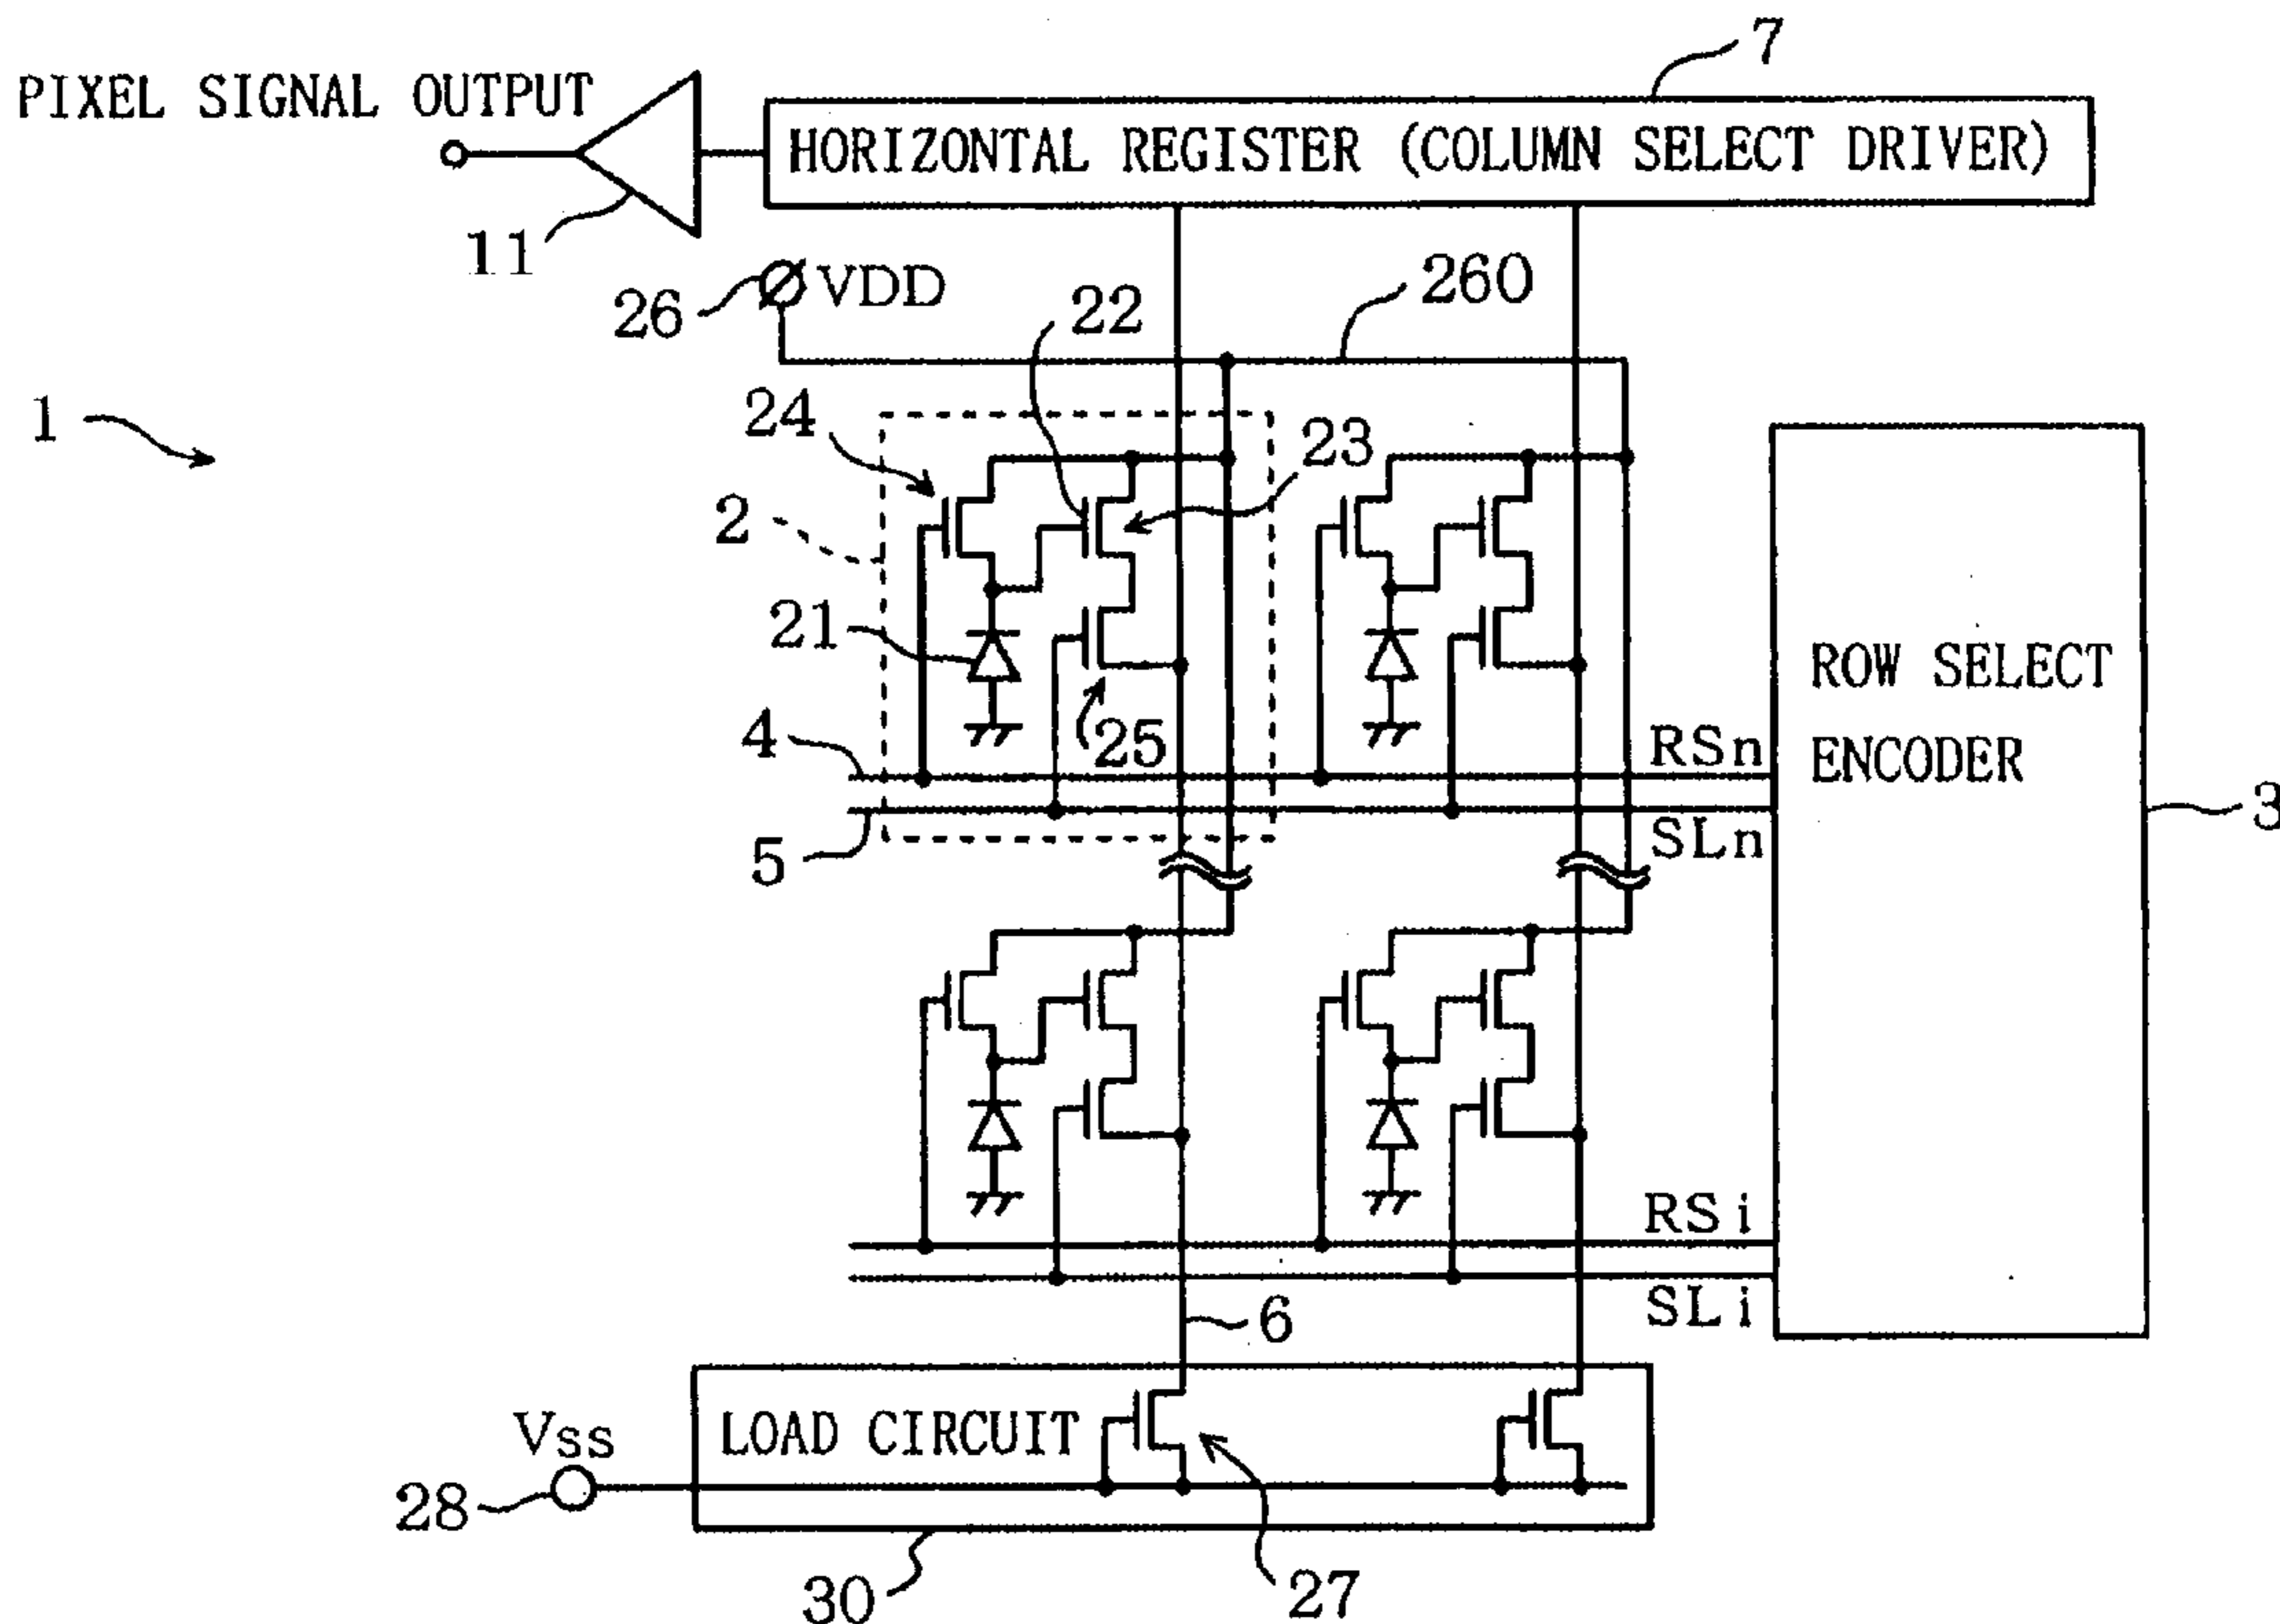 7
PIXEL SIGNAL OUTPUT
HORIZONTAL REGISTER (COLUMN SELECT DRIVER)
11
26
VDD
22
260
1
24
23
2
21
ROW SELECT
ENCODER
25
4
RSn
3
5
SLn
RSi
SLi
6
Vss
LOAD CIRCUIT
28
30
27